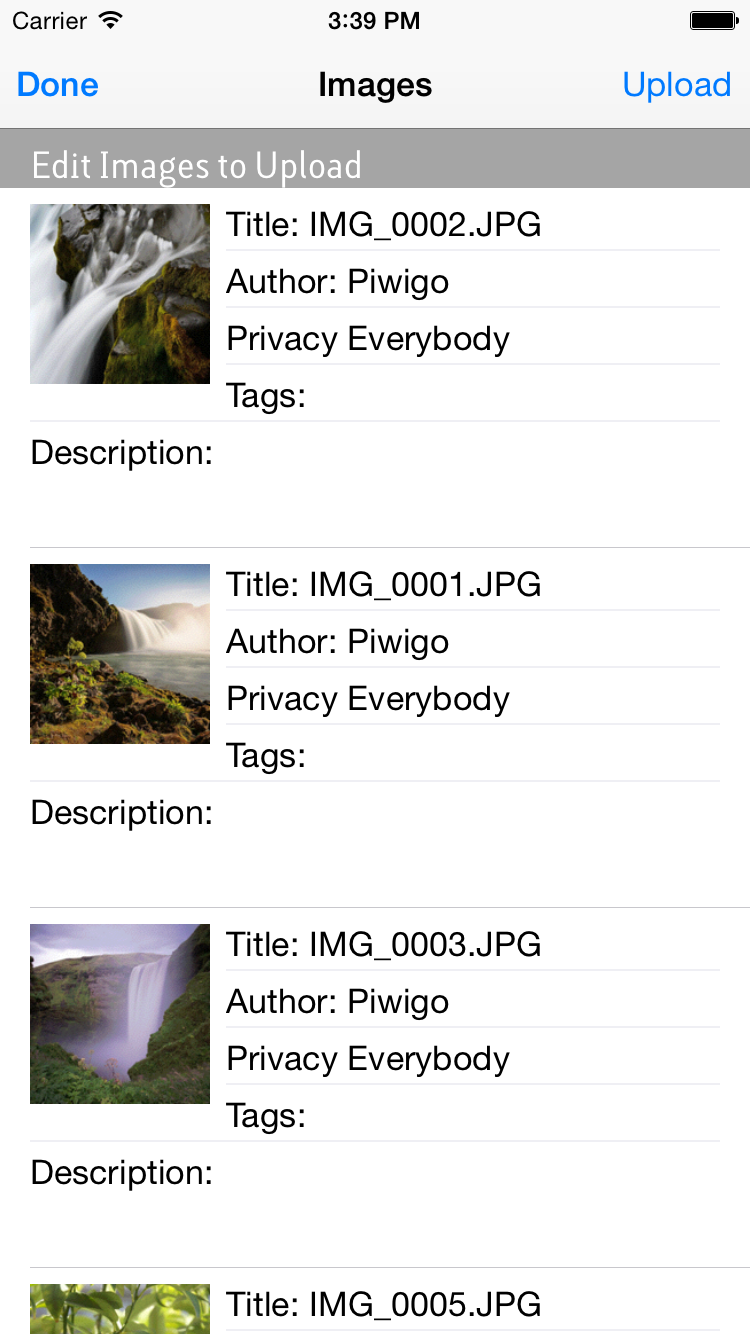 Carrier 3:39 PM
Done Images Upload
Edit Images to Upload
Title: IMG_0002.JPG
Author: Piwigo
Privacy Everybody
Tags:
Description:
Title: IMG_0001.JPG
Author: Piwigo
Privacy Everybody
Tags:
Description:
Title: IMG_0003.JPG
Author: Piwigo
Privacy Everybody
Tags:
Description:
Title: IMG_0005.JPG